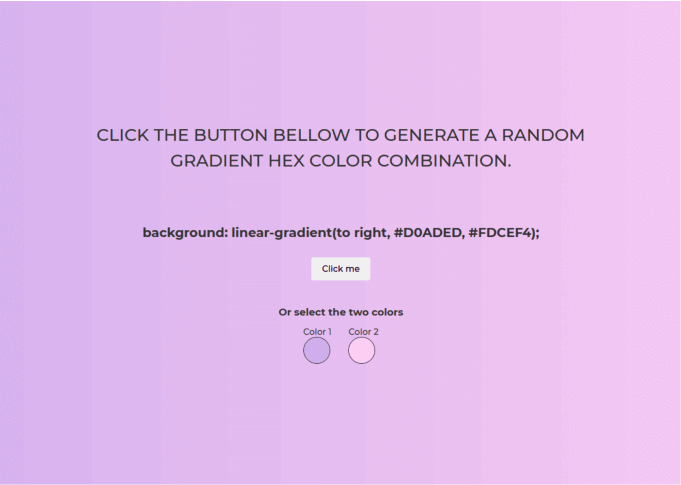 CLICK THE BUTTON BELLOW TO GENERATE A RANDOM
GRADIENT HEX COLOR COMBINATION.
background: linear-gradient(to right, #D0ADED, #FDCEF4);
Click me
Or select the two colors
Color 1 Color 2